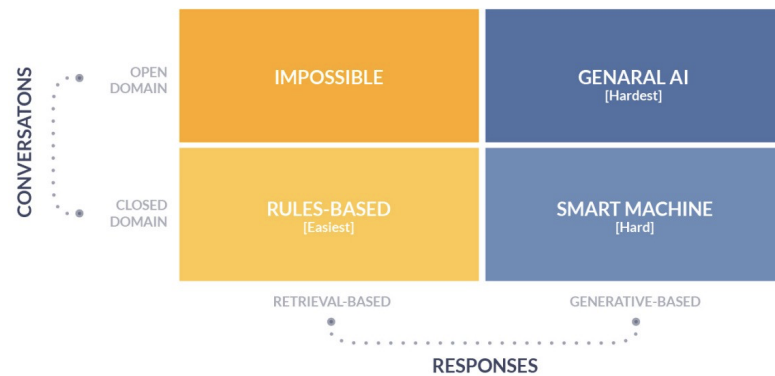 CONVERSATONS
OPEN
DOMAIN
IMPOSSIBLE
GENARAL AI
[Hardest]
CLOSED
DOMAIN
RULES-BASED
[Easiest]
SMART MACHINE
[Hard]
RETRIEVAL-BASED
GENERATIVE-BASED
RESPONSES